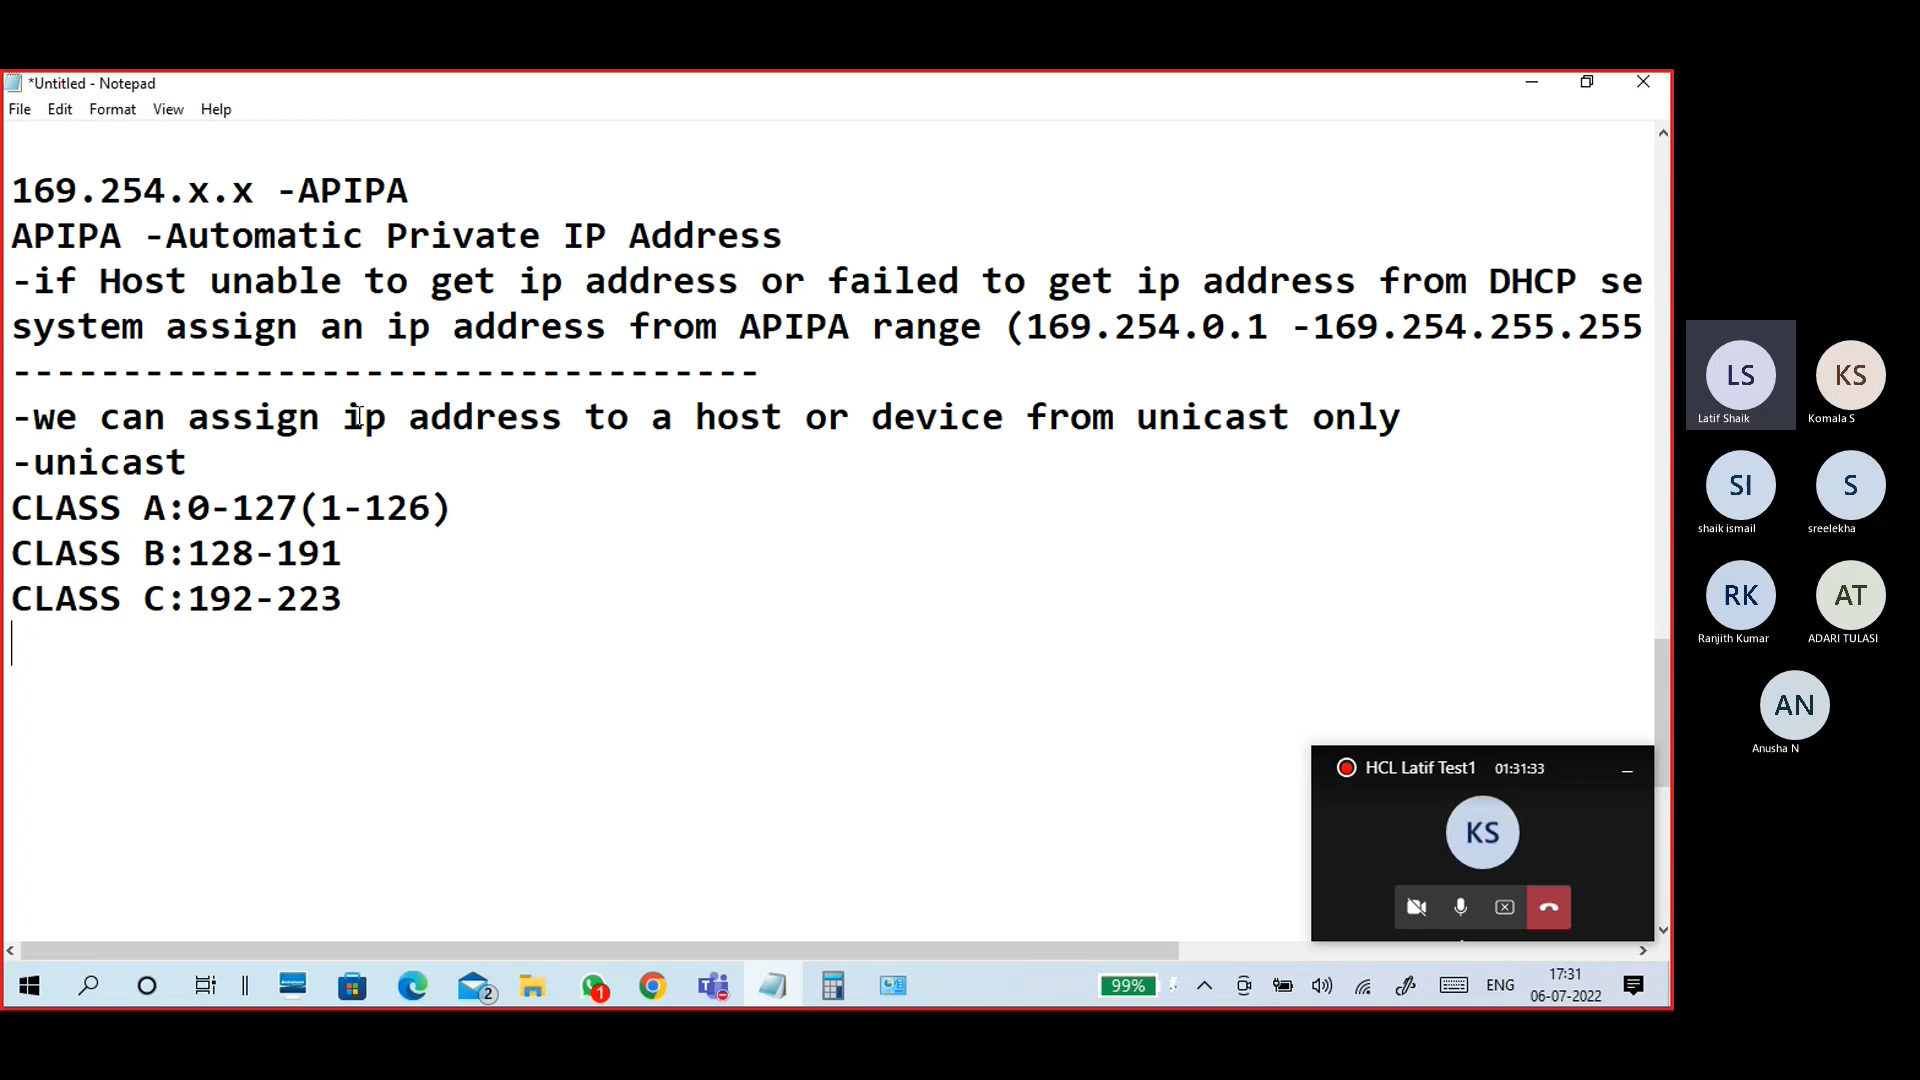 *Untitled - Notepad
File Edit Format View Help
169.254.x.x -APIPA
APIPA -Automatic Private IP Address
-if Host unable to get ip address or failed to get ip address from DHCP se
system assign an ip address from APIPA range (169.254.0.1 -169.254.255.255
----------------------------------
-we can assign ip address to a host or device from unicast only
-unicast
CLASS A:0-127(1-126)
CLASS B:128-191
CLASS C:192-223
LS
Latif Shaik
KS
Komala S
SI
shaik ismail
S
sreelekha
RK
Ranjith Kumar
AT
ADARI TULASI
AN
Anusha N
HCL Latif Test1 01:31:33
KS
2
1
99%
ENG
17:31
06-07-2022